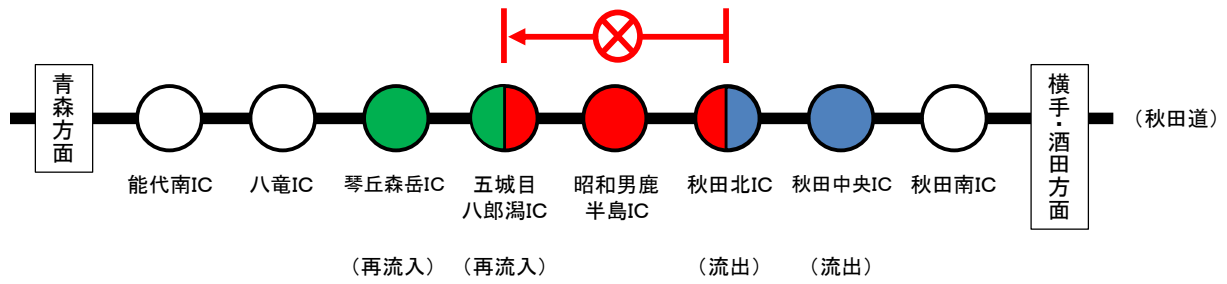 青森方面
横手・酒田方面
(秋田道)
能代南IC
八竜IC
琴丘森岳IC
五城目
八郎潟IC
昭和男鹿
半島IC
秋田北IC
秋田中央IC
秋田南IC
(再流入)
(再流入)
(流出)
(流出)